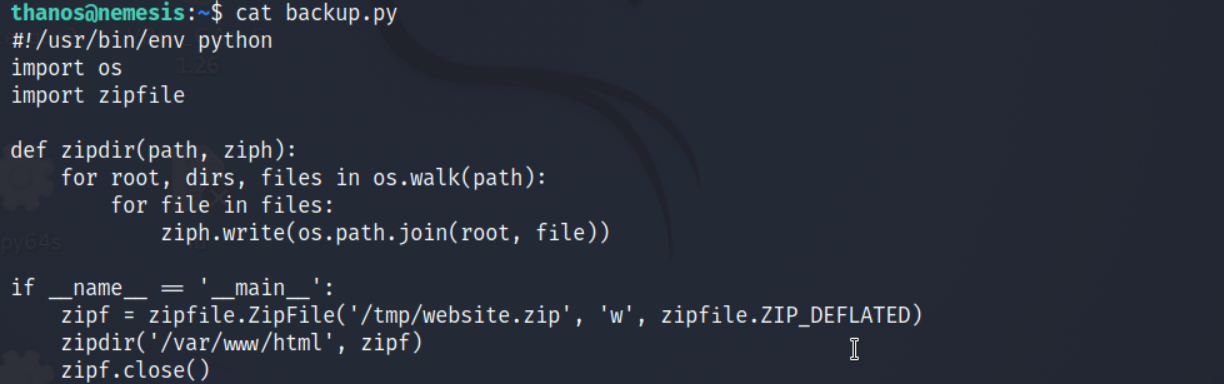 thanos@nemesis:~$ cat backup.py
#!/usr/bin/env python
import os
import zipfile

def zipdir(path, ziph):
    for root, dirs, files in os.walk(path):
        for file in files:
            ziph.write(os.path.join(root, file))

if __name__ == '__main__':
    zipf = zipfile.ZipFile('/tmp/website.zip', 'w', zipfile.ZIP_DEFLATED)
    zipdir('/var/www/html', zipf)
    zipf.close()